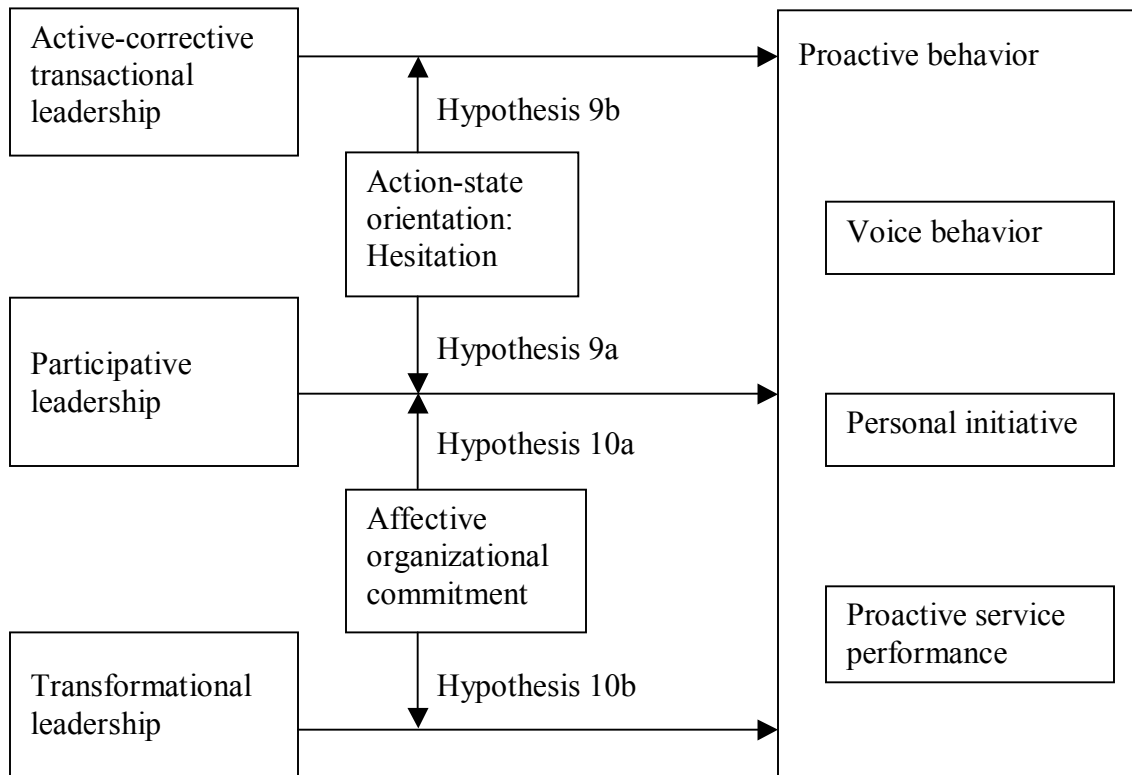 Active-corrective
transactional
leadership
Proactive behavior
Hypothesis 9b
Action-state
orientation:
Hesitation
Voice behavior
Participative
leadership
Hypothesis 9a
Personal initiative
Hypothesis 10a
Affective
organizational
commitment
Proactive service
performance
Transformational
leadership
Hypothesis 10b